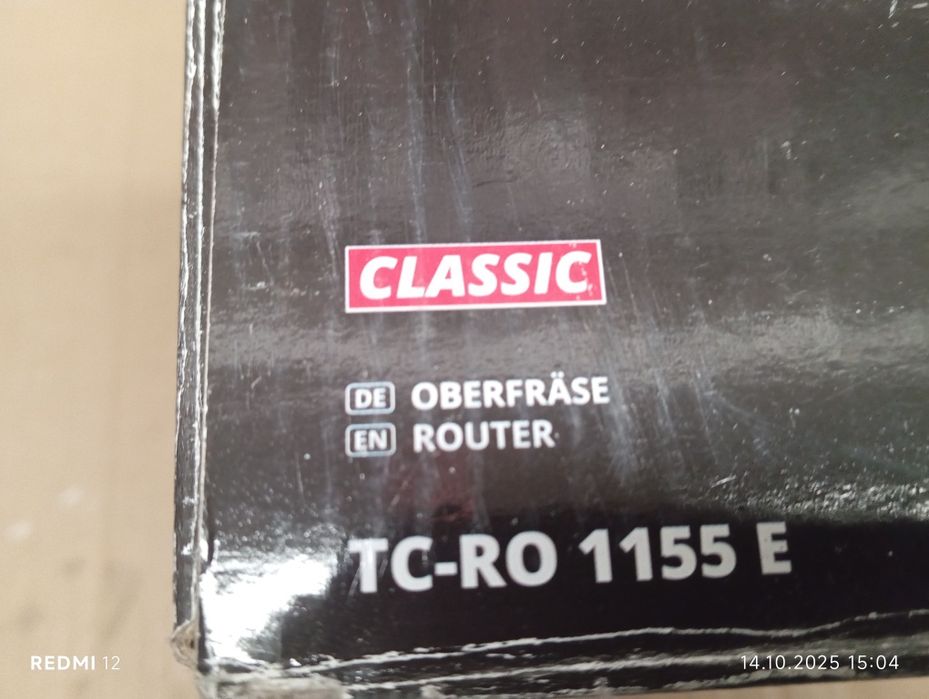 CLASSIC
DE OBERFRÄSE
EN ROUTER
TC-RO 1155 E
REDMI 12
14.10.2025 15:04